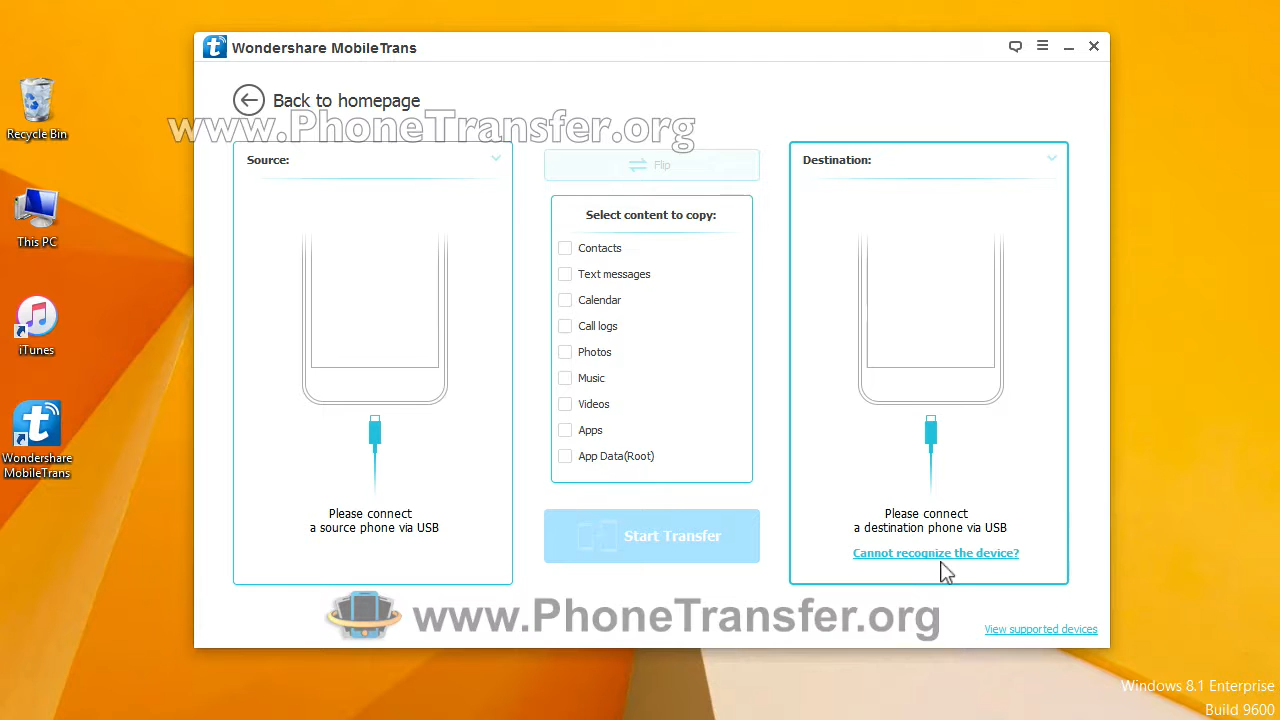 Wondershare MobileTrans
Back to homepage
www.PhoneTransfer.org
Recycle Bin
This PC
iTunes
Wondershare
MobileTrans
Source:
Please connect
a source phone via USB
Flip
Select content to copy:
Contacts
Text messages
Calendar
Call logs
Photos
Music
Videos
Apps
App Data(Root)
Start Transfer
Destination:
Please connect
a destination phone via USB
Cannot recognize the device?
www.PhoneTransfer.org
View supported devices
Windows 8.1 Enterprise
Build 9600